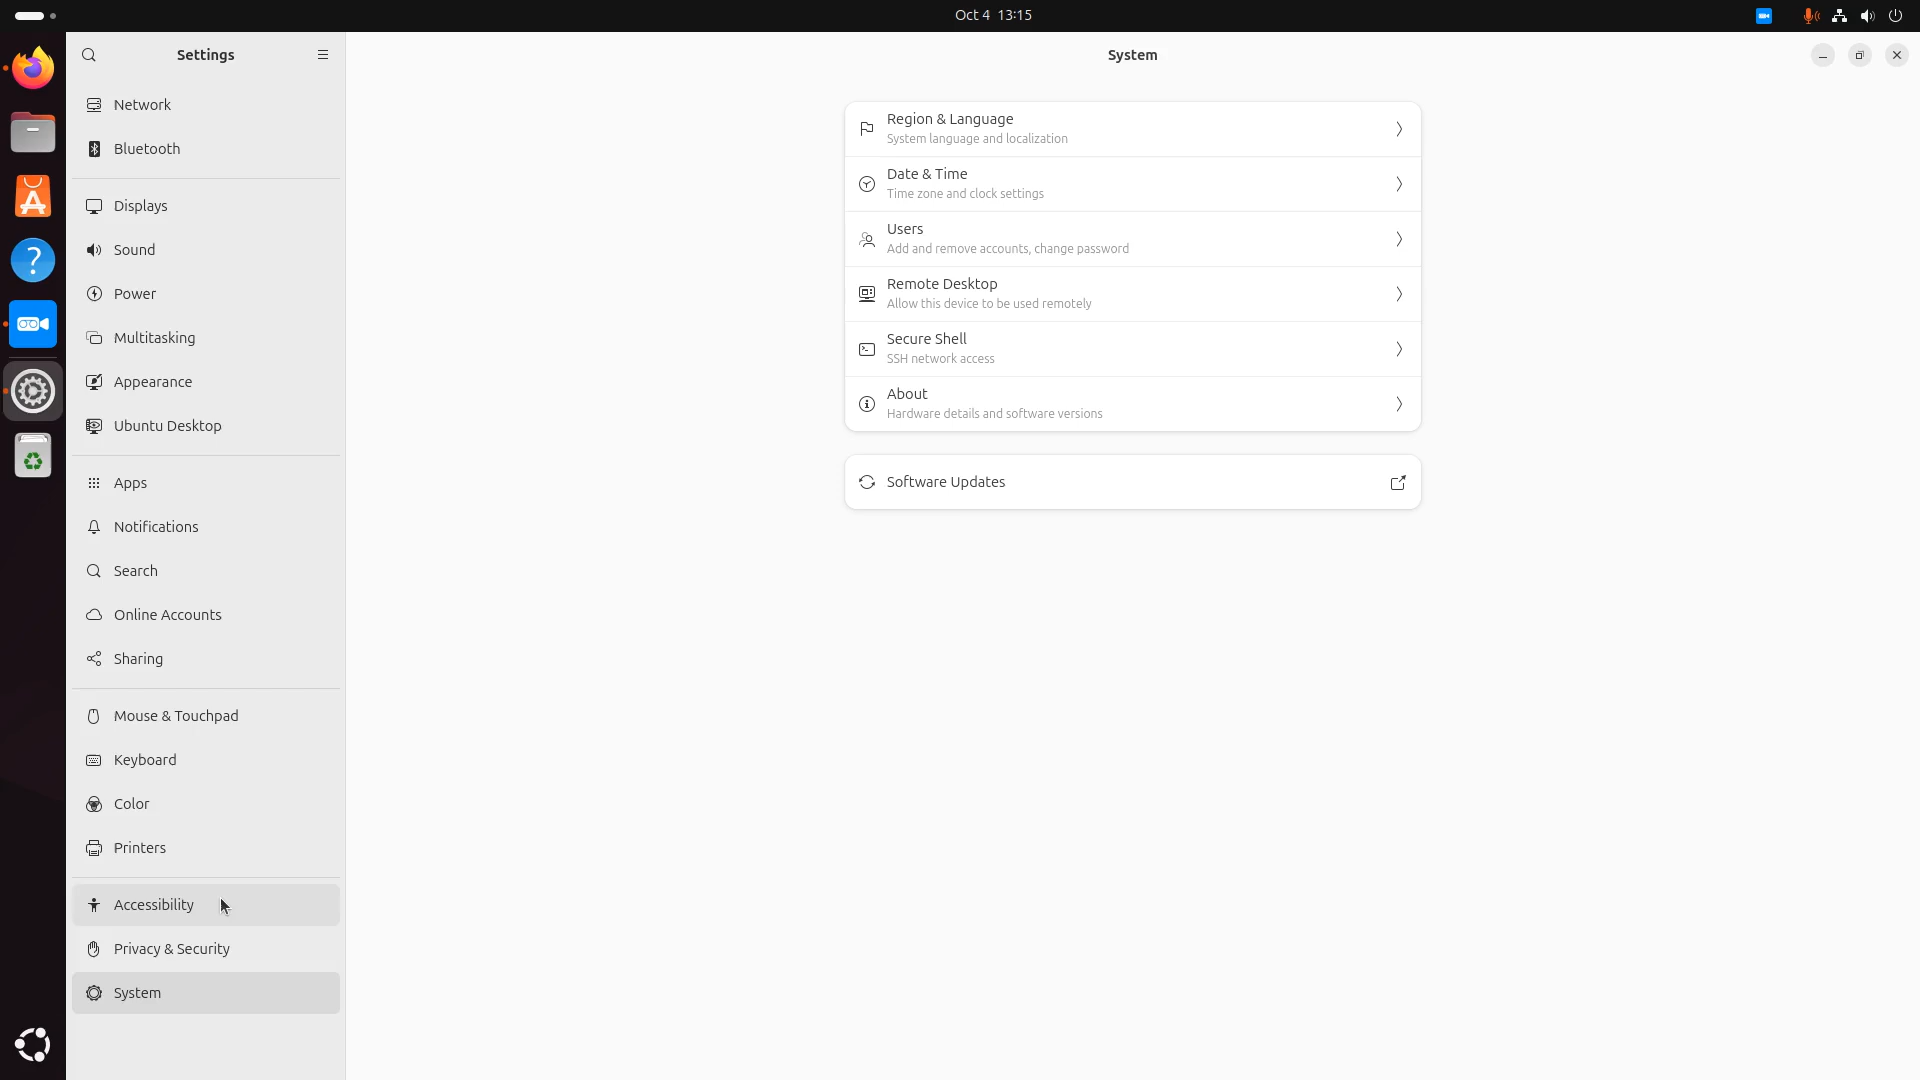 Oct 4 13:15
Settings
System
Network
Bluetooth
Displays
Sound
Power
Multitasking
Appearance
Ubuntu Desktop
Apps
Notifications
Search
Online Accounts
Sharing
Mouse & Touchpad
Keyboard
Color
Printers
Accessibility
Privacy & Security
System
Region & Language
System language and localization
Date & Time
Time zone and clock settings
Users
Add and remove accounts, change password
Remote Desktop
Allow this device to be used remotely
Secure Shell
SSH network access
About
Hardware details and software versions
Software Updates